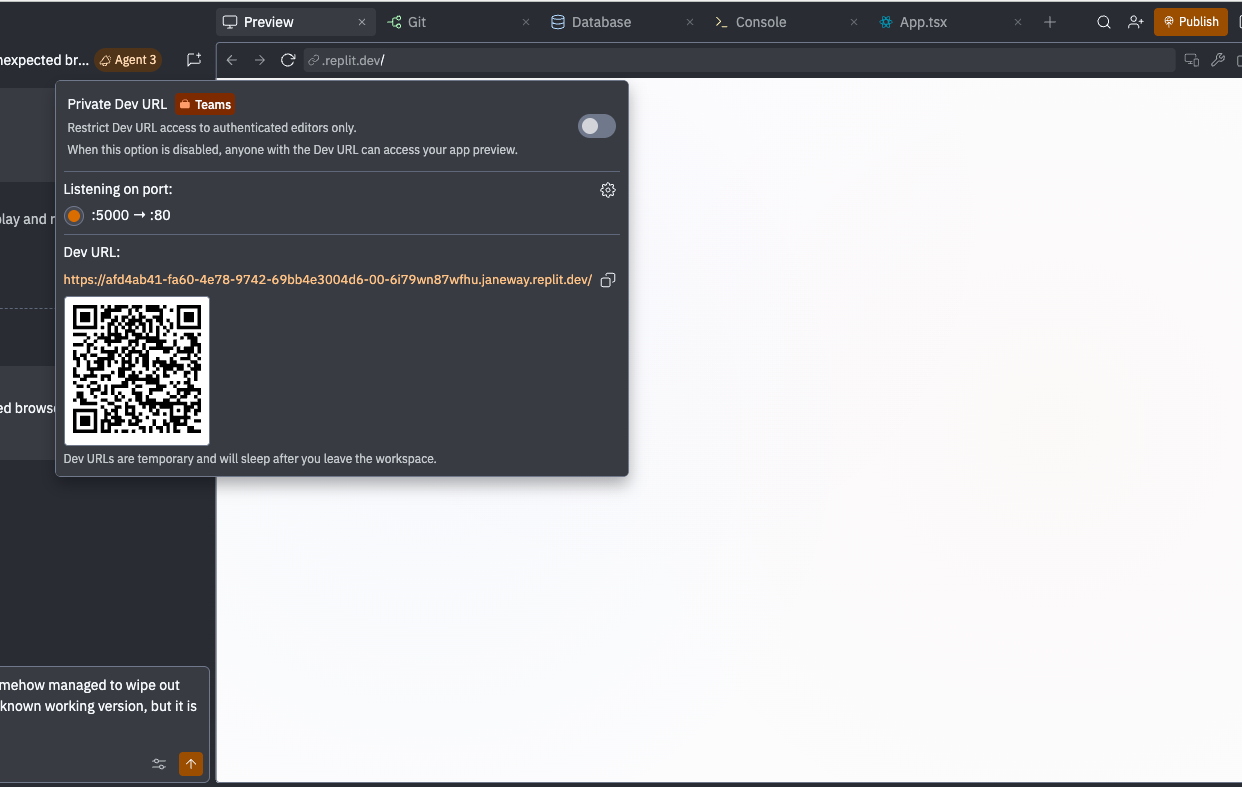 Preview
Git
Database
Console
App.tsx
Publish
nexpected br...
Agent 3
.replit.dev/
Private Dev URL
Teams
Restrict Dev URL access to authenticated editors only.
When this option is disabled, anyone with the Dev URL can access your app preview.
Listening on port:
:5000 → :80
Dev URL:
https://afd4ab41-fa60-4e78-9742-69bb4e3004d6-00-6i79wn87wfhu.janeway.replit.dev/
Dev URLs are temporary and will sleep after you leave the workspace.
lay and
ed brows
mehow managed to wipe out
known working version, but it is